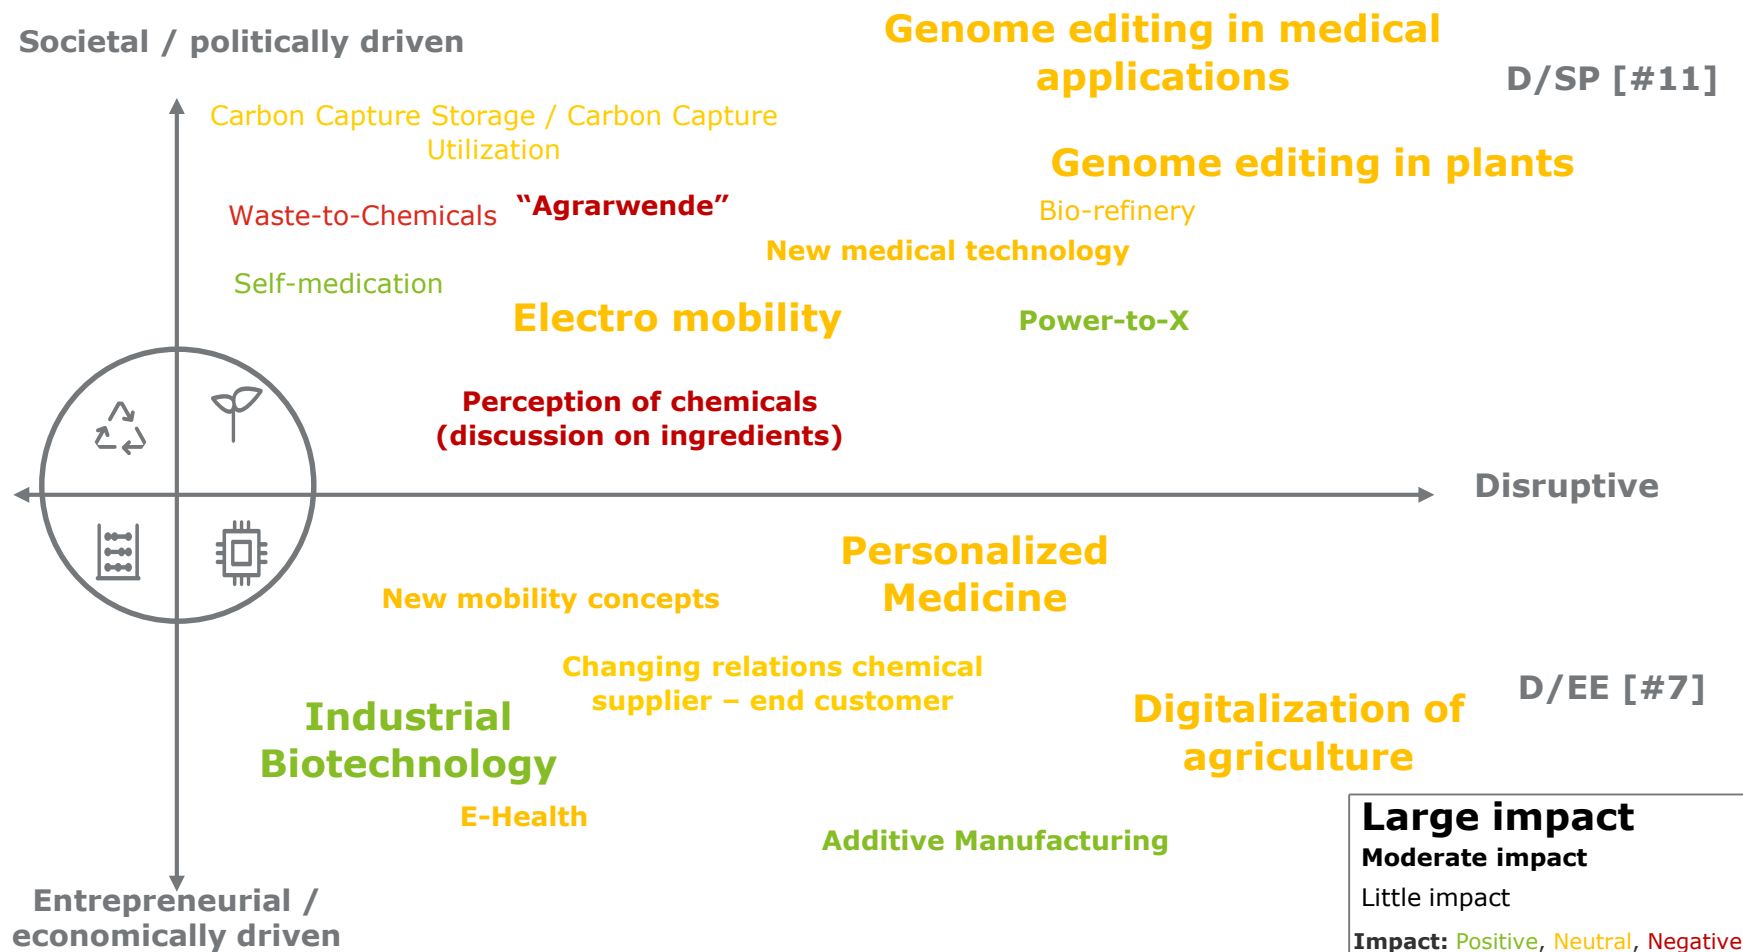 Societal / politically driven
Genome editing in medical
applications
D/SP [#11]
Carbon Capture Storage / Carbon Capture
Utilization
Genome editing in plants
Waste-to-Chemicals
“Agrarwende”
Bio-refinery
New medical technology
Self-medication
Electro mobility
Power-to-X
Perception of chemicals
(discussion on ingredients)
Disruptive
Personalized
Medicine
New mobility concepts
Changing relations chemical
supplier – end customer
D/EE [#7]
Industrial
Biotechnology
Digitalization of
agriculture
E-Health
Additive Manufacturing
Entrepreneurial /
economically driven
Large impact
Moderate impact
Little impact
Impact: Positive, Neutral, Negative